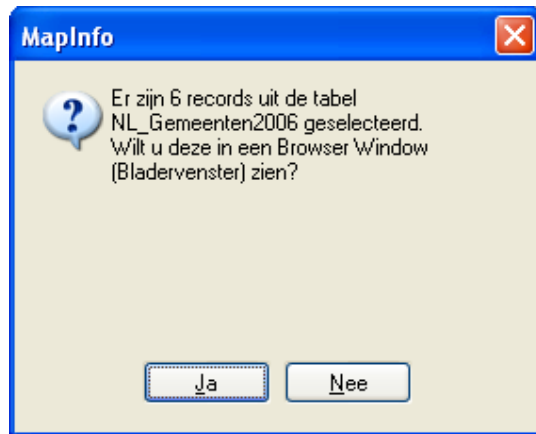 MapInfo
Er zijn 6 records uit de tabel
NL_Gemeenten2006 geselecteerd.
Wilt u deze in een Browser Window
(Bladervenster) zien?
Ja
Nee